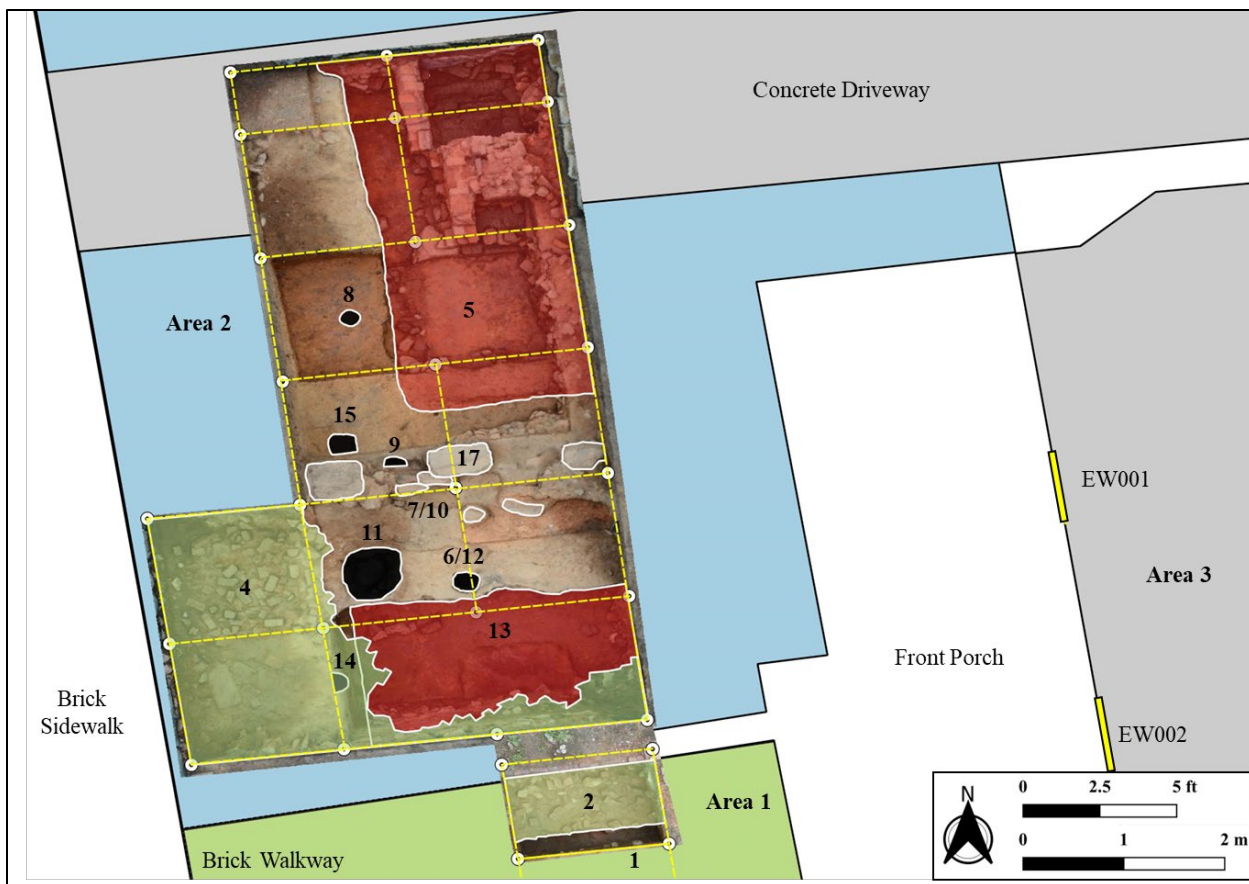 Concrete Driveway
8
Area 2
5
15
9
17
EW001
7/10
11
6/12
Area 3
4
13
14
Front Porch
Brick
Sidewalk
EW002
2
Area 1
N
0 2.5 5 ft
0 1 2 m
Brick Walkway
1